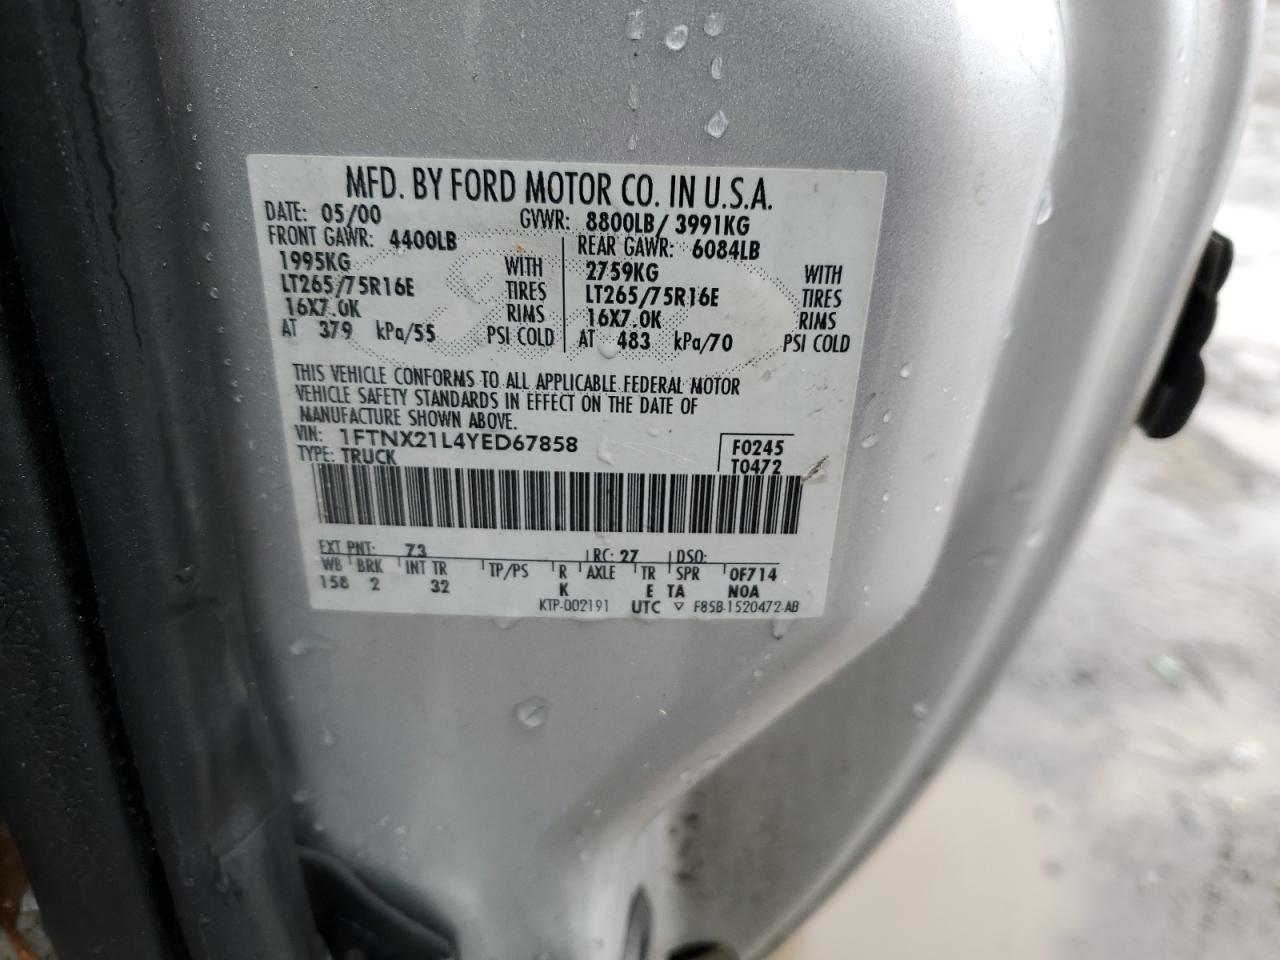 MFD. BY FORD MOTOR CO. IN U.S.A.
DATE: 05/00 GVWR: 8800LB/ 3991KG
FRONT GAWR: 4400LB REAR GAWR: 6084LB
1995KG WITH 2759KG WITH
LT265/75R16E TIRES LT265/75R16E TIRES
16X7.0K RIMS 16X7.0K RIMS
AT 379 kPa/55 PSI COLD AT 483 kPa/70 PSI COLD
THIS VEHICLE CONFORMS TO ALL APPLICABLE FEDERAL MOTOR
VEHICLE SAFETY STANDARDS IN EFFECT ON THE DATE OF
MANUFACTURE SHOWN ABOVE.
VIN: 1FTNX21L4YED67858 F0245
TYPE: TRUCK T0472
EXT PNT: Z3 RC: 27 DSO:
WB BRK INT TR TP/PS R AXLE TR SPR 0F714
158 2 32 K E TA N0A
KTP-002191 UTC ▽ F85B-1520472-AB